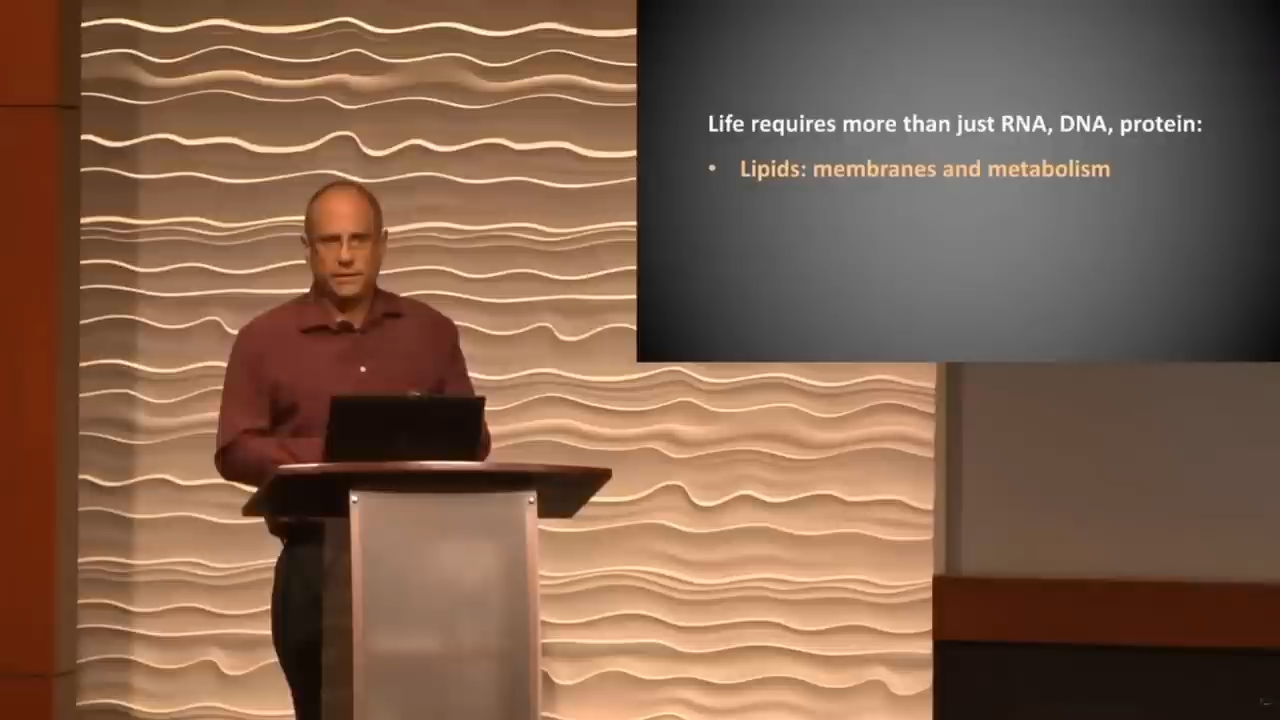 Life requires more than just RNA, DNA, protein:
• Lipids: membranes and metabolism